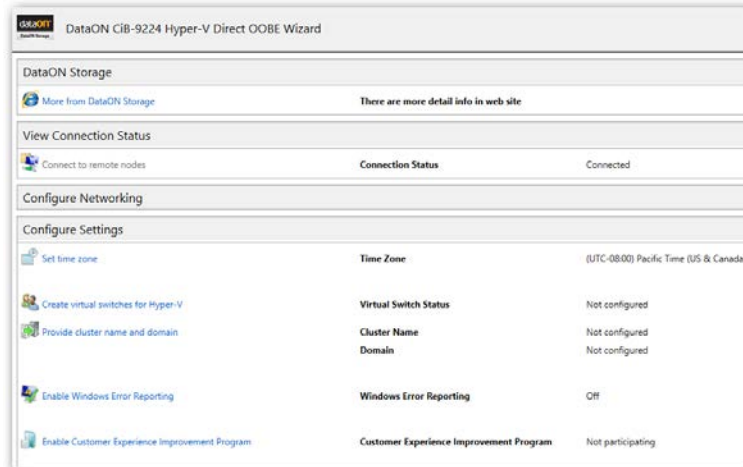 dataON
DataON Storage
DataON CiB-9224 Hyper-V Direct OOBE Wizard
DataON Storage
More from DataON Storage There are more detail info in web site
View Connection Status
Connect to remote nodes Connection Status Connected
Configure Networking
Configure Settings
Set time zone Time Zone (UTC-08:00) Pacific Time (US & Canada
Create virtual switches for Hyper-V Virtual Switch Status Not configured
Provide cluster name and domain Cluster Name Not configured
Domain Not configured
Enable Windows Error Reporting Windows Error Reporting Off
Enable Customer Experience Improvement Program Customer Experience Improvement Program Not participating